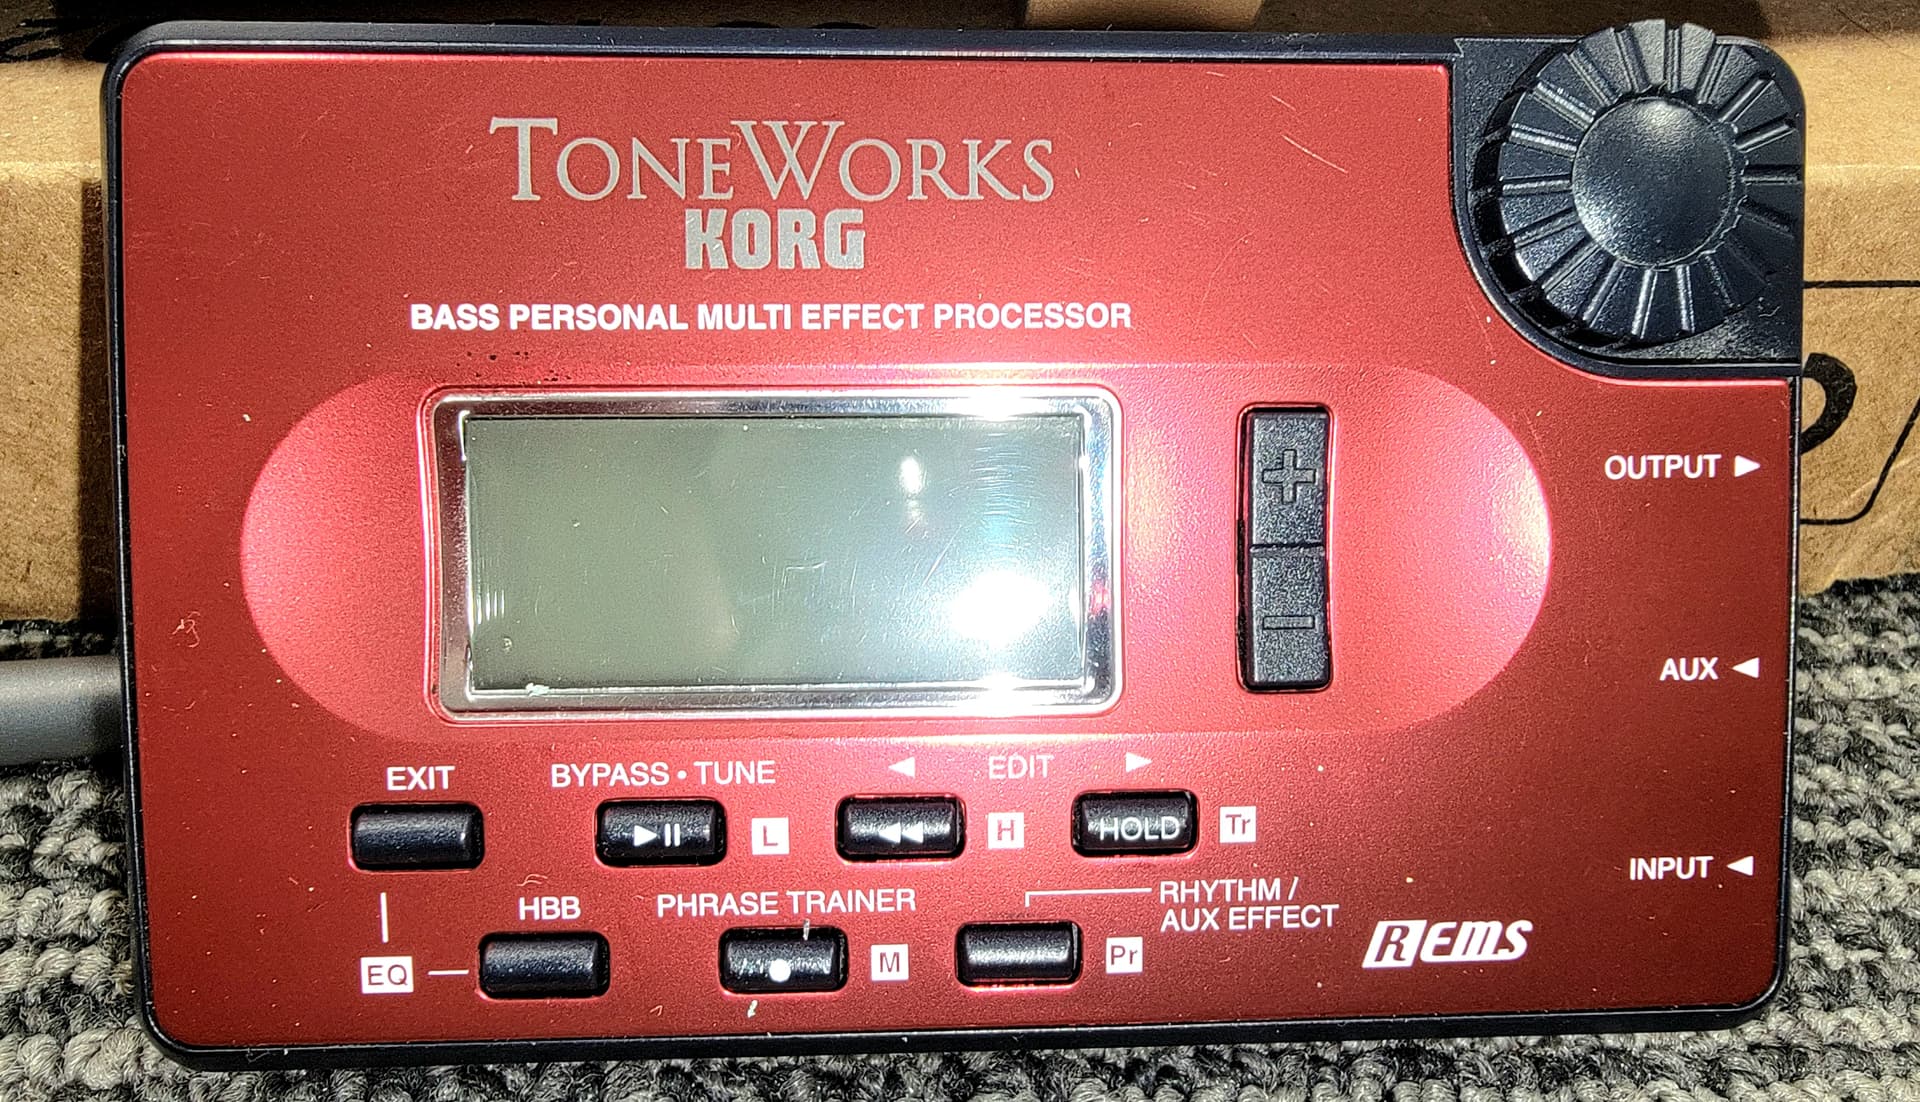 TONEWORKS
KORG
BASS PERSONAL MULTI EFFECT PROCESSOR
+
−
OUTPUT ▶
AUX ◀
INPUT ◀
EXIT BYPASS • TUNE ◀ EDIT ▶
▶II L ◀◀ H HOLD Tr
HBB PHRASE TRAINER RHYTHM /
AUX EFFECT
EQ ● M Pr
REMS